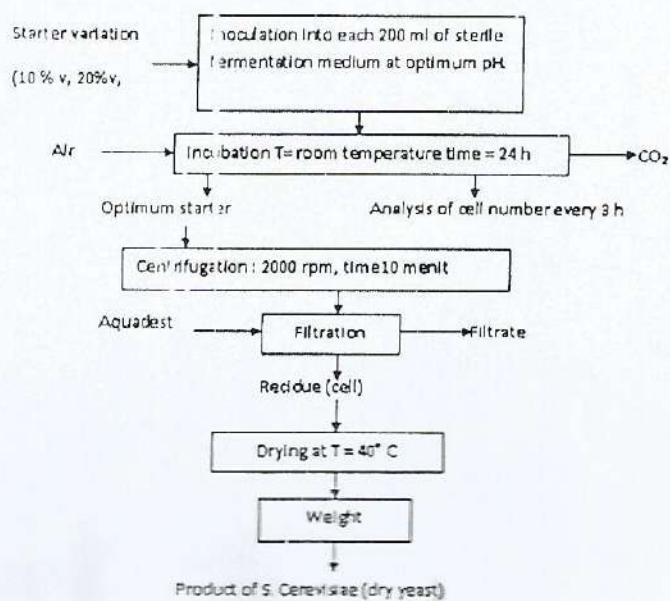 Starter variation
(10 % v, 20%v,
Inoculation into each 200 ml of sterile
fermentation medium at optimum pH.
Air
Incubation T= room temperature time = 24 h
CO₂
Optimum starter
Analysis of cell number every 3 h
Centrifugation : 2000 rpm, time10 menit
Aquadest
Filtration
Filtrate
Residue (cell)
Drying at T = 40° C
Weight
Product of S. Cerevisiae (dry yeast)